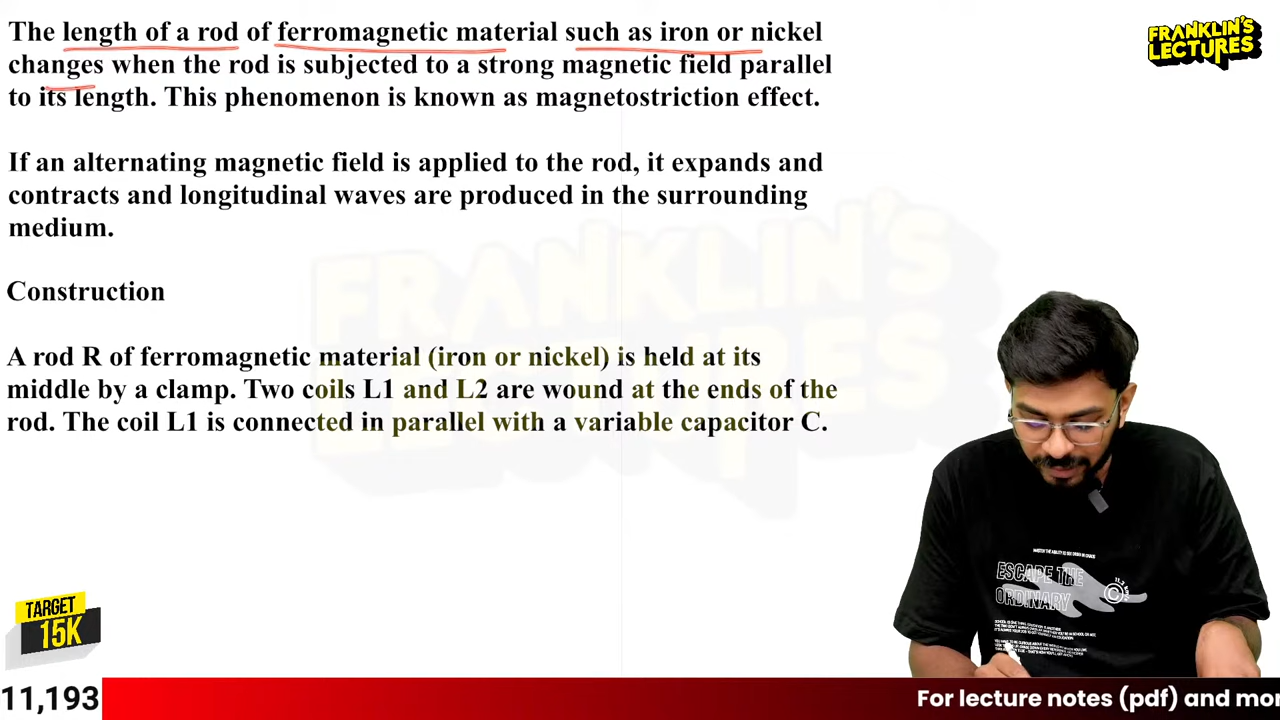 The length of a rod of ferromagnetic material such as iron or nickel
changes when the rod is subjected to a strong magnetic field parallel
to its length. This phenomenon is known as magnetostriction effect.
If an alternating magnetic field is applied to the rod, it expands and
contracts and longitudinal waves are produced in the surrounding
medium.
Construction
A rod R of ferromagnetic material (iron or nickel) is held at its
middle by a clamp. Two coils L1 and L2 are wound at the ends of the
rod. The coil L1 is connected in parallel with a variable capacitor C.
FRANKLIN'S
LECTURES
FRANKLIN'S
LECTURES
ESCAPE THE
ORDINARY
TARGET
15K
11,193
For lecture notes (pdf) and mor